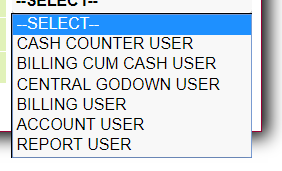 --SELECT--
--SELECT--
CASH COUNTER USER
BILLING CUM CASH USER
CENTRAL GODOWN USER
BILLING USER
ACCOUNT USER
REPORT USER